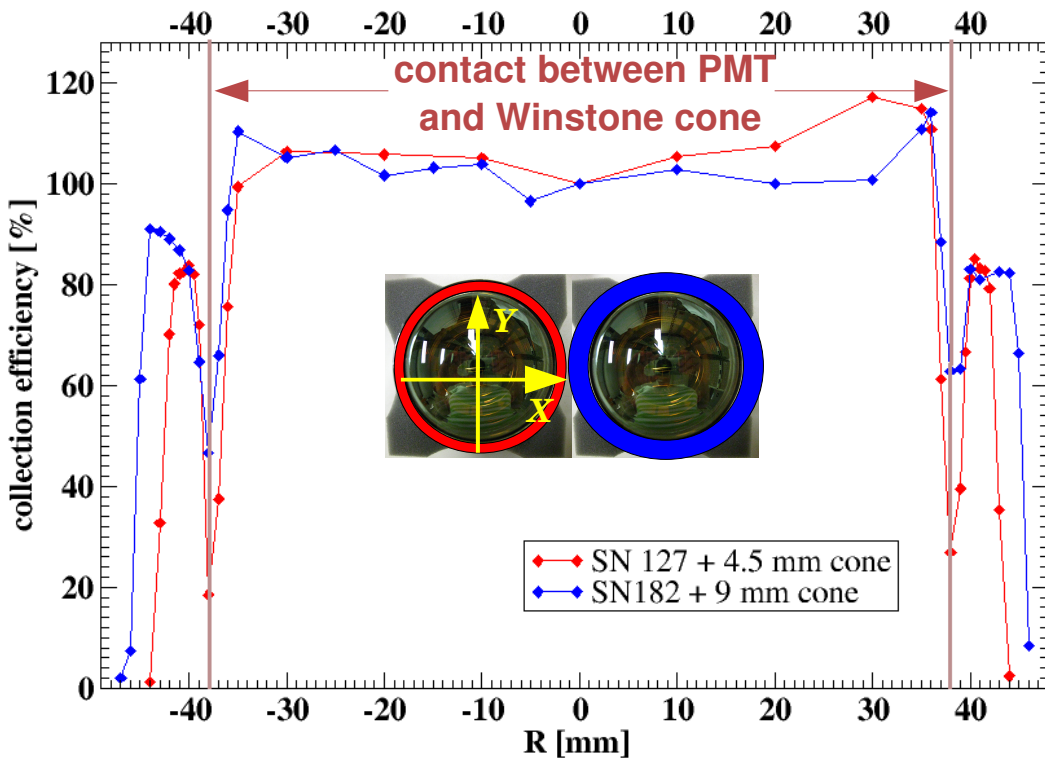 -40 -30 -20 -10 0 10 20 30 40
contact between PMT
and Winstone cone
120
100
80
60
40
20
0
collection efficiency [%]
Y
X
SN 127 + 4.5 mm cone
SN182 + 9 mm cone
-40 -30 -20 -10 0 10 20 30 40
R [mm]